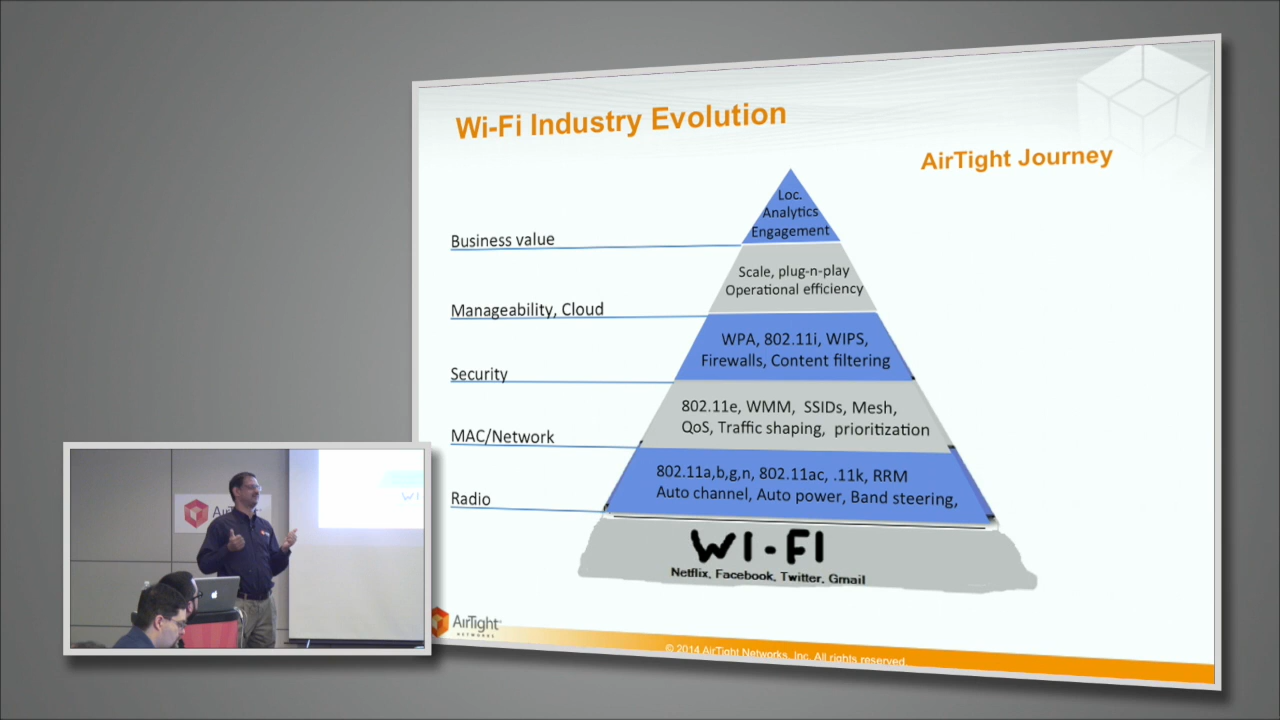 Wi-Fi Industry Evolution
AirTight Journey
Loc.
Analytics
Engagement
Business value
Scale, plug-n-play
Operational efficiency
Manageability, Cloud
WPA, 802.11i, WIPS,
Firewalls, Content filtering
Security
802.11e, WMM, SSIDs, Mesh,
QoS, Traffic shaping, prioritization
MAC/Network
802.11a,b,g,n, 802.11ac, .11k, RRM
Auto channel, Auto power, Band steering,
Radio
WI-FI
Netflix, Facebook, Twitter, Gmail
AirTight
NETWORKS
© 2014 AirTight Networks, Inc. All rights reserved.